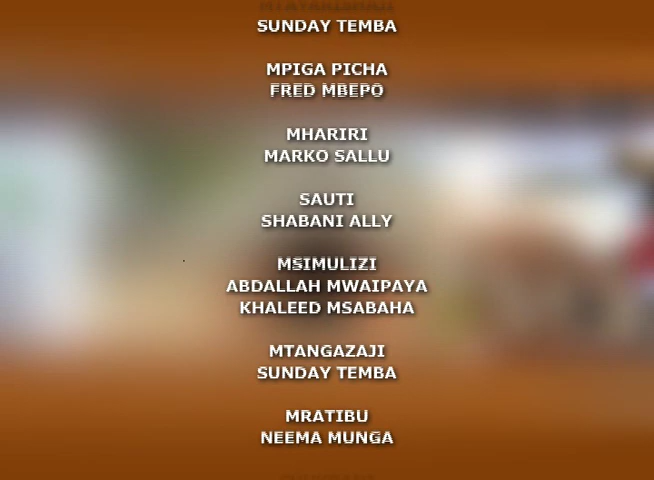 SUNDAY TEMBA
MPIGA PICHA
FRED MBEPO
MHARIRI
MARKO SALLU
SAUTI
SHABANI ALLY
MSIMULIZI
ABDALLAH MWAIPAYA
KHALEED MSABAHA
MTANGAZAJI
SUNDAY TEMBA
MRATIBU
NEEMA MUNGA